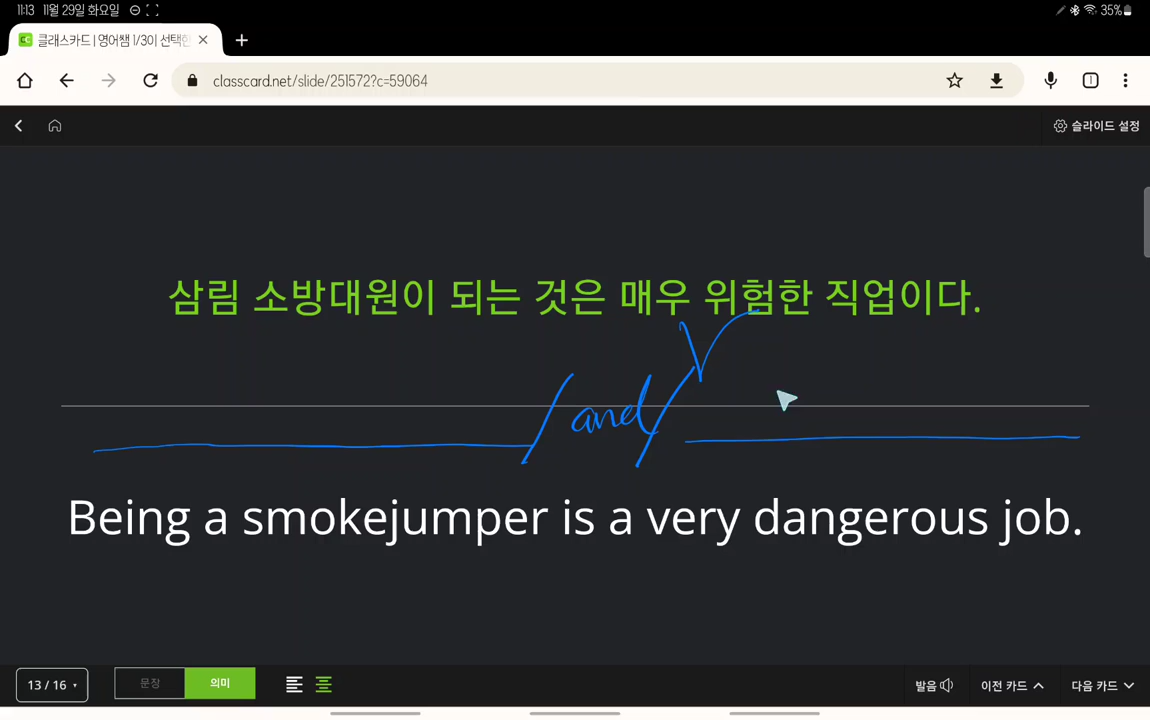 11:13 11월 29일 화요일 35%
클래스카드 | 영어쌤 1/3이 선택한
classcard.net/slide/251572?c=59064
슬라이드 설정
삼림 소방대원이 되는 것은 매우 위험한 직업이다.
and V
Being a smokejumper is a very dangerous job.
13 / 16 문장 의미 발음 이전 카드 다음 카드